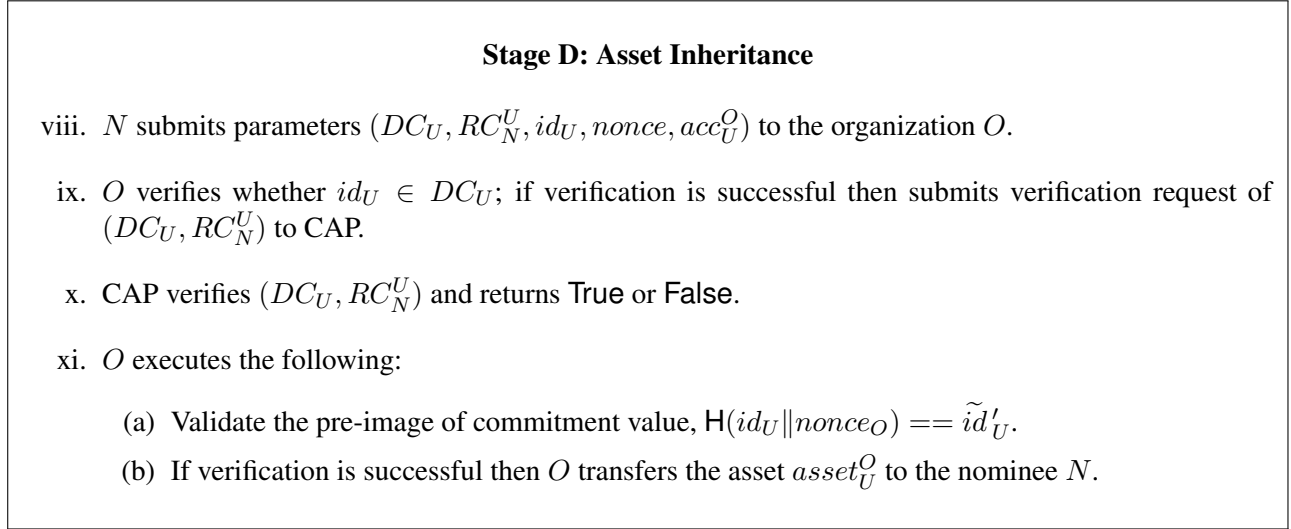 Stage D: Asset Inheritance
viii. N submits parameters (DC_U, RC_N^U, id_U, nonce, acc_U^O) to the organization O.
ix. O verifies whether id_U ∈ DC_U; if verification is successful then submits verification request of
(DC_U, RC_N^U) to CAP.
x. CAP verifies (DC_U, RC_N^U) and returns True or False.
xi. O executes the following:
(a) Validate the pre-image of commitment value, H(id_U‖nonce_O) == \widetilde{id}'_U.
(b) If verification is successful then O transfers the asset asset_U^O to the nominee N.